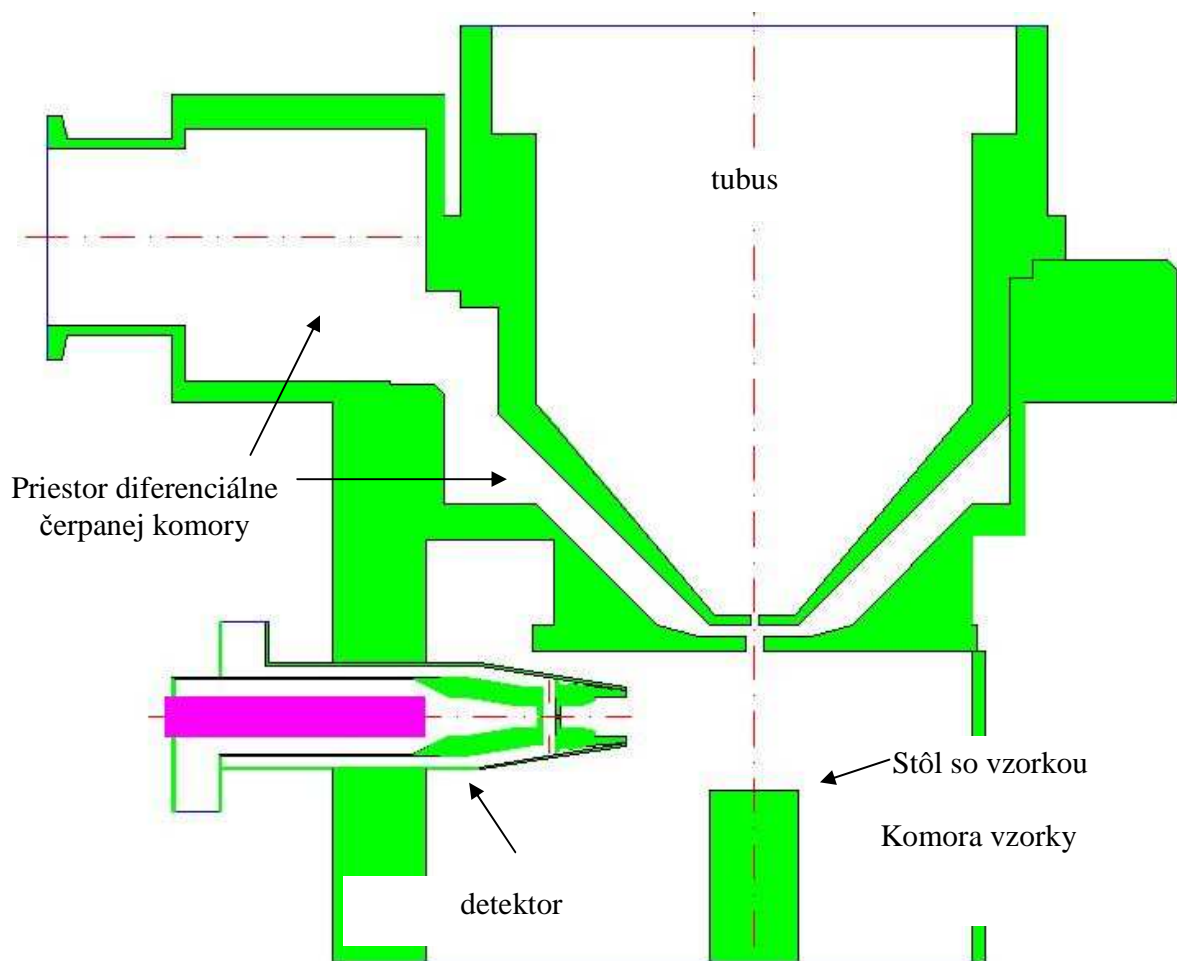 tubus
Priestor diferenciálne
čerpanej komory
Stôl so vzorkou
Komora vzorky
detektor